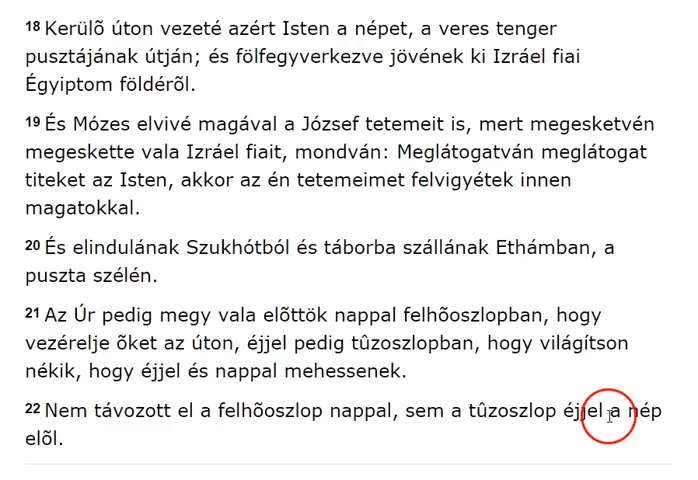 18 Kerülõ úton vezeté azért Isten a népet, a veres tenger
pusztájának útján; és fölfegyverkezve jövének ki Izráel fiai
Égyiptom földérõl.
19 És Mózes elvivé magával a József tetemeit is, mert megesketvén
megeskette vala Izráel fiait, mondván: Meglátogatván meglátogat
titeket az Isten, akkor az én tetemeimet felvigyétek innen
magatokkal.
20 És elindulának Szukhótból és táborba szállának Ethámban, a
puszta szélén.
21 Az Úr pedig megy vala elõttök nappal felhõoszlopban, hogy
vezérelje õket az úton, éjjel pedig tûzoszlopban, hogy világítson
nékik, hogy éjjel és nappal mehessenek.
22 Nem távozott el a felhõoszlop nappal, sem a tûzoszlop éjjel a nép
elõl.